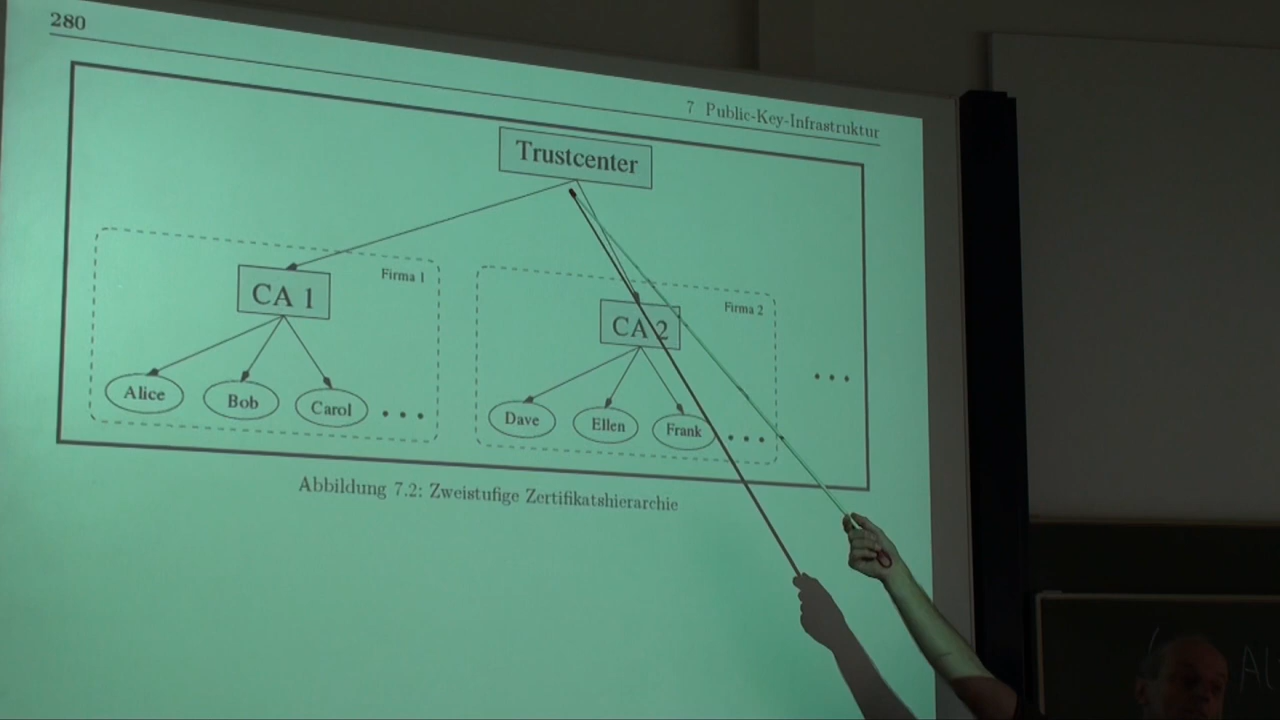 280
7 Public-Key-Infrastruktur
Trustcenter
Firma 1
CA 1
Alice Bob Carol • • •
Firma 2
CA 2
Dave Ellen Frank • • •
• • •
Abbildung 7.2: Zweistufige Zertifikatshierarchie